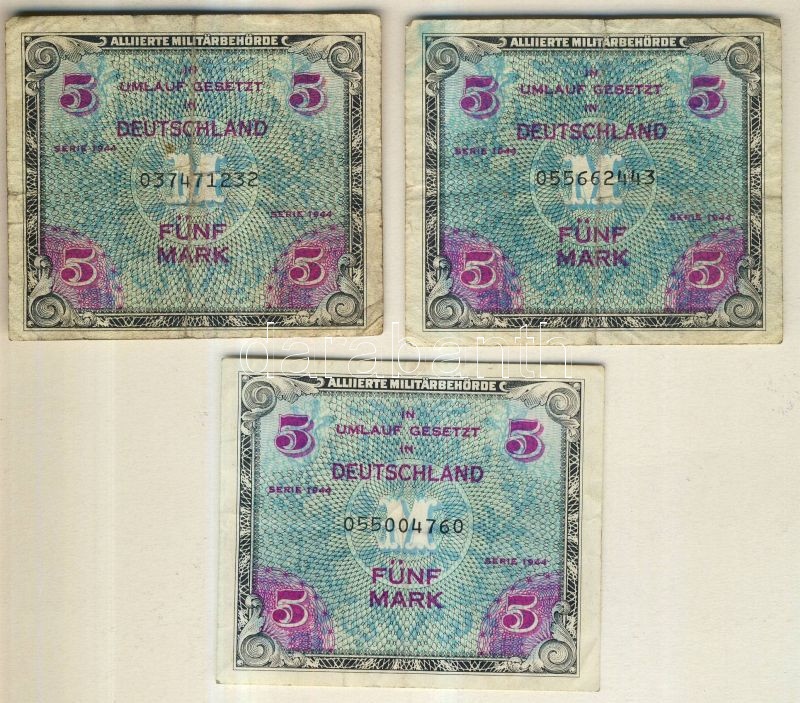 ALLIIERTE MILITÄRBEHÖRDE
IN
5 UMLAUF GESETZT 5
IN
DEUTSCHLAND
SERIE 1944
M
037471232
SERIE 1944
FÜNF
MARK
5 5
ALLIIERTE MILITÄRBEHÖRDE
IN
5 UMLAUF GESETZT 5
IN
DEUTSCHLAND
SERIE 1944
M
055662443
SERIE 1944
FÜNF
MARK
5 5
darabanth
ALLIIERTE MILITÄRBEHÖRDE
IN
5 UMLAUF GESETZT 5
IN
DEUTSCHLAND
SERIE 1944
M
055004760
SERIE 1944
FÜNF
MARK
5 5